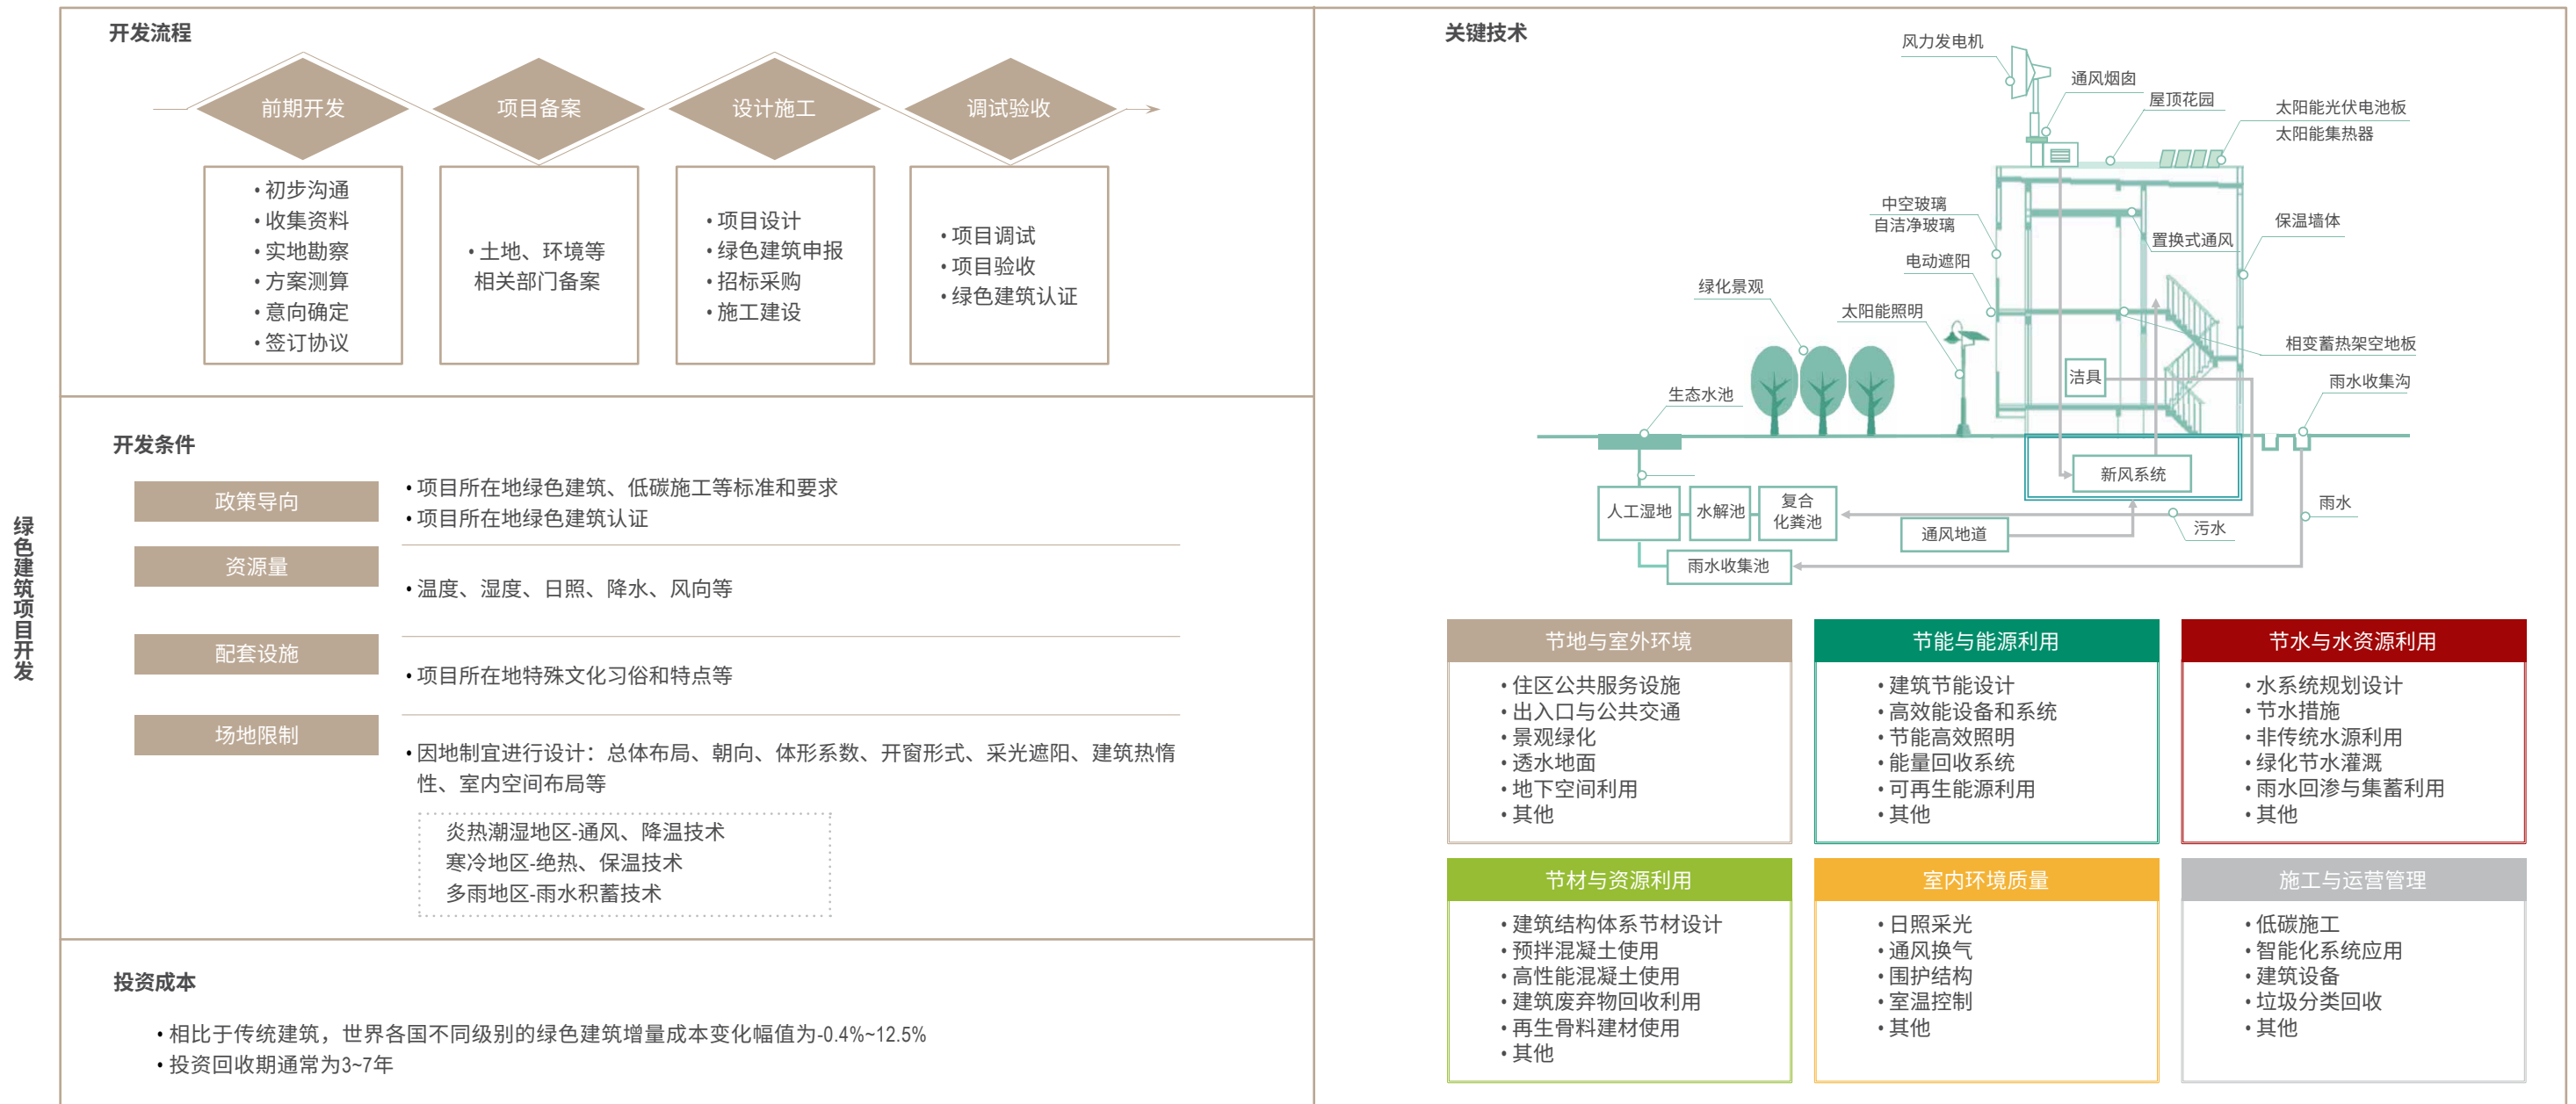 绿色建筑项目开发
开发流程
前期开发
项目备案
设计施工
调试验收
• 初步沟通
• 收集资料
• 实地勘察
• 方案测算
• 意向确定
• 签订协议
• 土地、环境等
相关部门备案
• 项目设计
• 绿色建筑申报
• 招标采购
• 施工建设
• 项目调试
• 项目验收
• 绿色建筑认证
开发条件
政策导向
• 项目所在地绿色建筑、低碳施工等标准和要求
• 项目所在地绿色建筑认证
资源量
• 温度、湿度、日照、降水、风向等
配套设施
• 项目所在地特殊文化习俗和特点等
场地限制
• 因地制宜进行设计：总体布局、朝向、体形系数、开窗形式、采光遮阳、建筑热惰
性、室内空间布局等
炎热潮湿地区-通风、降温技术
寒冷地区-绝热、保温技术
多雨地区-雨水积蓄技术
投资成本
• 相比于传统建筑，世界各国不同级别的绿色建筑增量成本变化幅值为-0.4%~12.5%
• 投资回收期通常为3~7年
关键技术
风力发电机
通风烟囱
屋顶花园
太阳能光伏电池板
太阳能集热器
中空玻璃
自洁净玻璃
置换式通风
保温墙体
电动遮阳
绿化景观
太阳能照明
相变蓄热架空地板
洁具
雨水收集沟
生态水池
新风系统
人工湿地
水解池
复合
化粪池
通风地道
污水
雨水
雨水收集池
节地与室外环境
• 住区公共服务设施
• 出入口与公共交通
• 景观绿化
• 透水地面
• 地下空间利用
• 其他
节能与能源利用
• 建筑节能设计
• 高效能设备和系统
• 节能高效照明
• 能量回收系统
• 可再生能源利用
• 其他
节水与水资源利用
• 水系统规划设计
• 节水措施
• 非传统水源利用
• 绿化节水灌溉
• 雨水回渗与集蓄利用
• 其他
节材与资源利用
• 建筑结构体系节材设计
• 预拌混凝土使用
• 高性能混凝土使用
• 建筑废弃物回收利用
• 再生骨料建材使用
• 其他
室内环境质量
• 日照采光
• 通风换气
• 围护结构
• 室温控制
• 其他
施工与运营管理
• 低碳施工
• 智能化系统应用
• 建筑设备
• 垃圾分类回收
• 其他